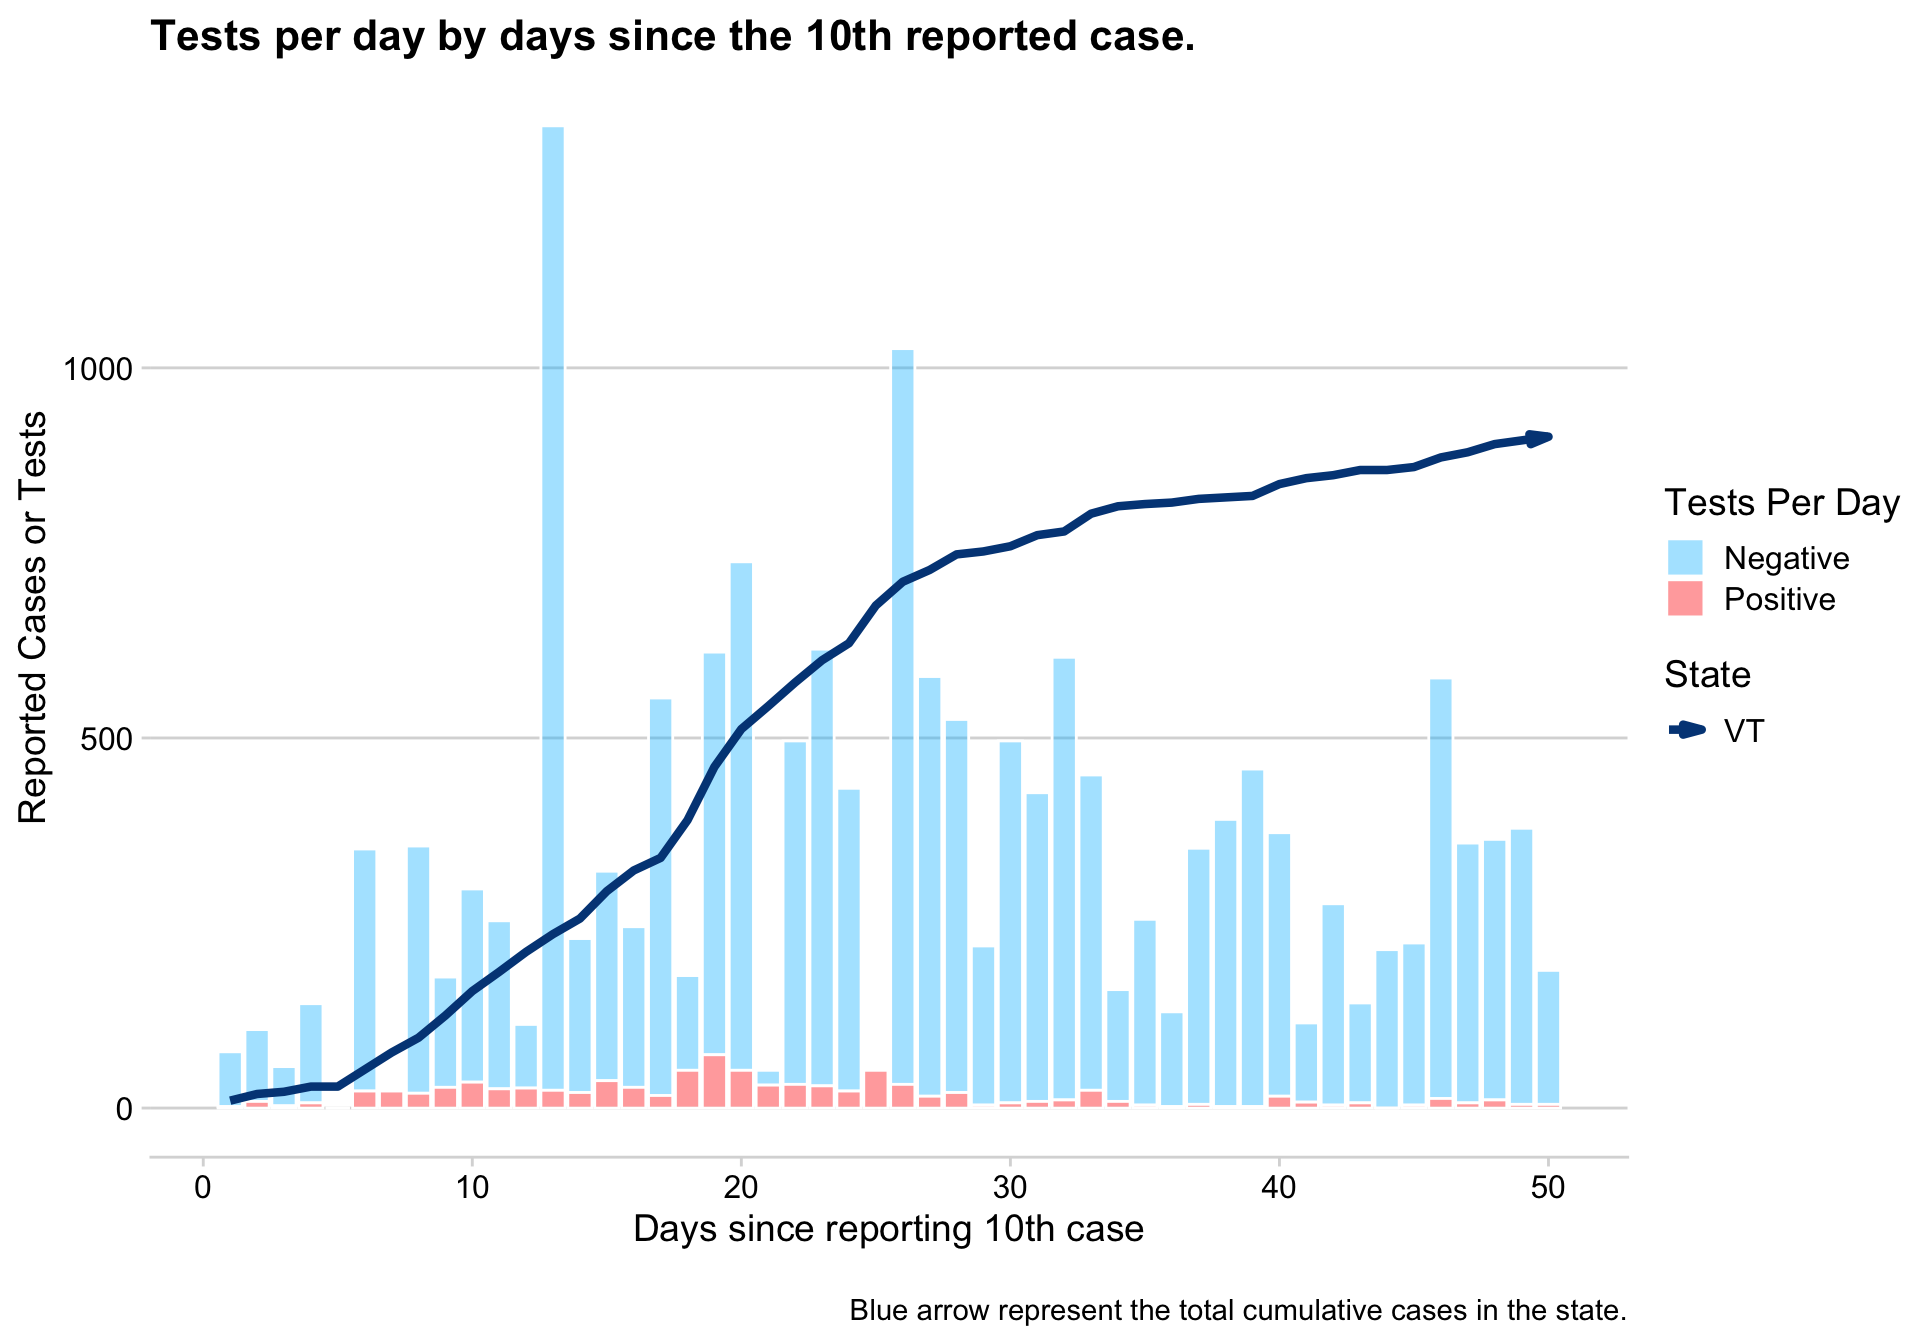 Tests per day by days since the 10th reported case.
Reported Cases or Tests
1000
500
0
0
10
20
30
40
50
Days since reporting 10th case
Tests Per Day
Negative
Positive
State
VT
Blue arrow represent the total cumulative cases in the state.